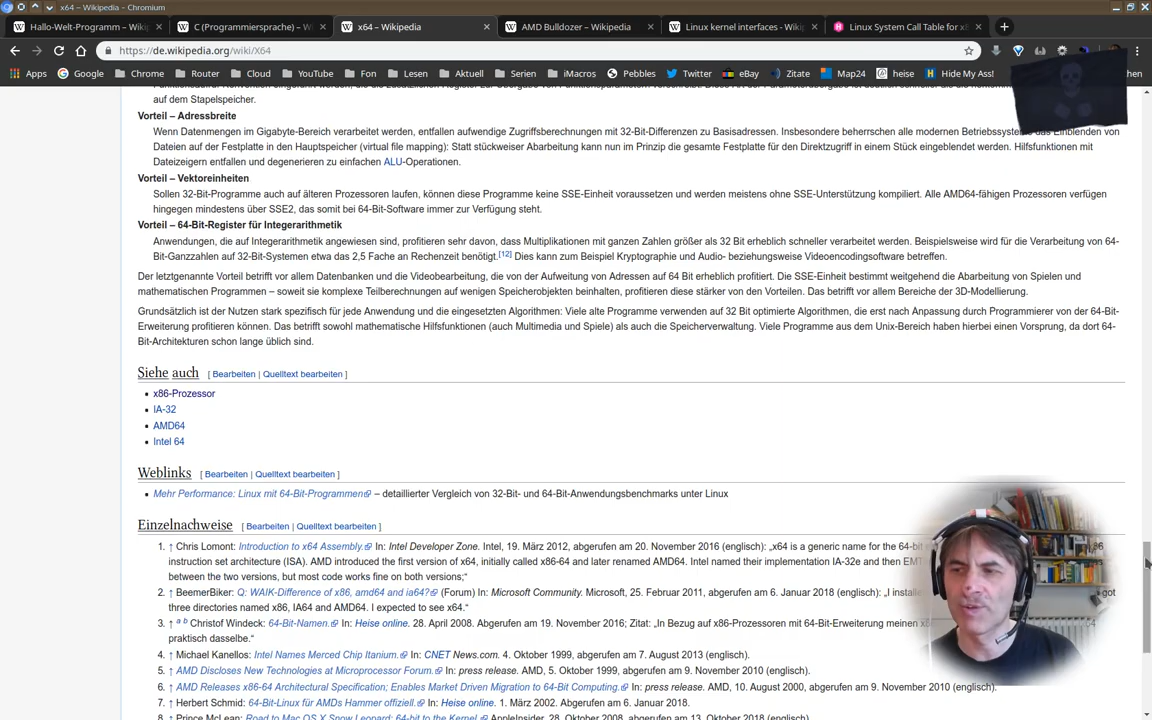 x64 – Wikipedia – Chromium
Hallo-Welt-Programm – Wiki
C (Programmiersprache) – W
x64 – Wikipedia
AMD Bulldozer – Wikipedia
Linux kernel interfaces - Wiki
Linux System Call Table for x8
https://de.wikipedia.org/wiki/X64
Apps Google Chrome Router Cloud YouTube Fon Lesen Aktuell Serien iMacros Pebbles Twitter eBay Zitate Map24 heise Hide My Ass!
auf dem Stapelspeicher.
Vorteil – Adressbreite
Wenn Datenmengen im Gigabyte-Bereich verarbeitet werden, entfallen aufwendige Zugriffsberechnungen mit 32-Bit-Differenzen zu Basisadressen. Insbesondere beherrschen alle modernen das Einblenden von
Dateien auf der Festplatte in den Hauptspeicher (virtual file mapping): Statt stückweiser Abarbeitung kann nun im Prinzip die gesamte Festplatte für den Direktzugriff in einem Stück eingeblendet werden. Hilfsfunktionen mit
Dateizeigern entfallen und degenerieren zu einfachen ALU-Operationen.
Vorteil – Vektoreinheiten
Sollen 32-Bit-Programme auch auf älteren Prozessoren laufen, können diese Programme keine SSE-Einheit voraussetzen und werden meistens ohne SSE-Unterstützung kompiliert. Alle AMD64-fähigen Prozessoren verfügen
hingegen mindestens über SSE2, das somit bei 64-Bit-Software immer zur Verfügung steht.
Vorteil – 64-Bit-Register für Integerarithmetik
Anwendungen, die auf Integerarithmetik angewiesen sind, profitieren sehr davon, dass Multiplikationen mit ganzen Zahlen größer als 32 Bit erheblich schneller verarbeitet werden. Beispielsweise wird für die Verarbeitung von 64-
Bit-Ganzzahlen auf 32-Bit-Systemen etwa das 2,5 Fache an Rechenzeit benötigt.[12] Dies kann zum Beispiel Kryptographie und Audio- beziehungsweise Videoencodingsoftware betreffen.
Der letztgenannte Vorteil betrifft vor allem Datenbanken und die Videobearbeitung, die von der Aufweitung von Adressen auf 64 Bit erheblich profitiert. Die SSE-Einheit bestimmt weitgehend die Abarbeitung von Spielen und
mathematischen Programmen – soweit sie komplexe Teilberechnungen auf wenigen Speicherobjekten beinhalten, profitieren diese stärker von den Vorteilen. Das betrifft vor allem Bereiche der 3D-Modellierung.
Grundsätzlich ist der Nutzen stark spezifisch für jede Anwendung und die eingesetzten Algorithmen: Viele alte Programme verwenden auf 32 Bit optimierte Algorithmen, die erst nach Anpassung durch Programmierer von der 64-Bit-
Erweiterung profitieren können. Das betrifft sowohl mathematische Hilfsfunktionen (auch Multimedia und Spiele) als auch die Speicherverwaltung. Viele Programme aus dem Unix-Bereich haben hierbei einen Vorsprung, da dort 64-
Bit-Architekturen schon lange üblich sind.
Siehe auch [ Bearbeiten | Quelltext bearbeiten ]
x86-Prozessor
IA-32
AMD64
Intel 64
Weblinks [ Bearbeiten | Quelltext bearbeiten ]
Mehr Performance: Linux mit 64-Bit-Programmen – detaillierter Vergleich von 32-Bit- und 64-Bit-Anwendungsbenchmarks unter Linux
Einzelnachweise [ Bearbeiten | Quelltext bearbeiten ]
1. ↑ Chris Lomont: Introduction to x64 Assembly. In: Intel Developer Zone. Intel, 19. März 2012, abgerufen am 20. November 2016 (englisch): „x64 is a generic name for the 64-bit
instruction set architecture (ISA). AMD introduced the first version of x64, initially called x86-64 and later renamed AMD64. Intel named their implementation IA-32e and then
between the two versions, but most code works fine on both versions;“
2. ↑ BeemerBiker: Q: WAIK-Difference of x86, amd64 and ia64? (Forum) In: Microsoft Community. Microsoft, 25. Februar 2011, abgerufen am 6. Januar 2018 (englisch): „I got
three directories named x86, IA64 and AMD64. I expected to see x64.“
3. ↑ a b Christof Windeck: 64-Bit-Namen. In: Heise online. 28. April 2008. Abgerufen am 19. November 2016; Zitat: „In Bezug auf x86-Prozessoren mit 64-Bit-Erweiterung meinen
praktisch dasselbe.“
4. ↑ Michael Kanellos: Intel Names Merced Chip Itanium. In: CNET News.com. 4. Oktober 1999, abgerufen am 7. August 2013 (englisch).
5. ↑ AMD Discloses New Technologies at Microprocessor Forum. In: press release. AMD, 5. Oktober 1999, abgerufen am 9. November 2010 (englisch).
6. ↑ AMD Releases x86-64 Architectural Specification; Enables Market Driven Migration to 64-Bit Computing. In: press release. AMD, 10. August 2000, abgerufen am 9. November 2010 (englisch).
7. ↑ Herbert Schmid: 64-Bit-Linux für AMDs Hammer offiziell. In: Heise online. 1. März 2002. Abgerufen am 6. Januar 2018.
8. ↑ Prince McLean: Road to Mac OS X Snow Leopard: 64-bit to the Kernel. AppleInsider, 28. Oktober 2008, abgerufen am 13. Oktober 2018 (englisch).